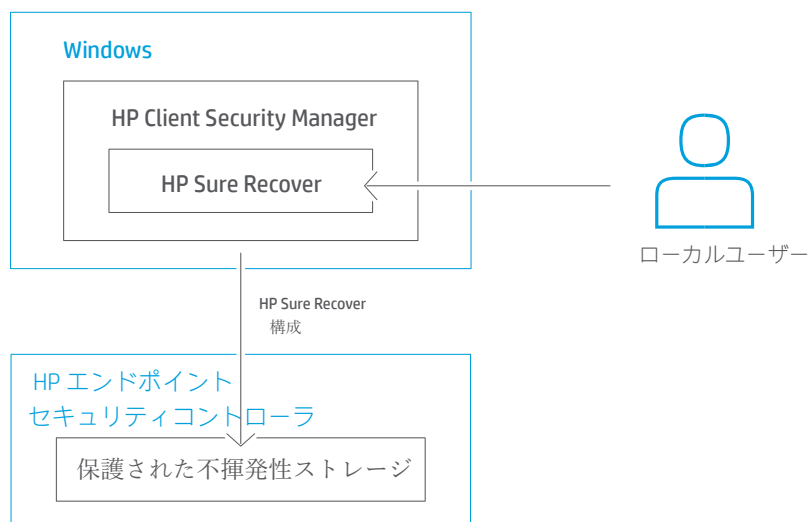 Windows
HP Client Security Manager
HP Sure Recover
ローカルユーザー
HP Sure Recover
構成
HP エンドポイント
セキュリティコントローラ
保護された不揮発性ストレージ